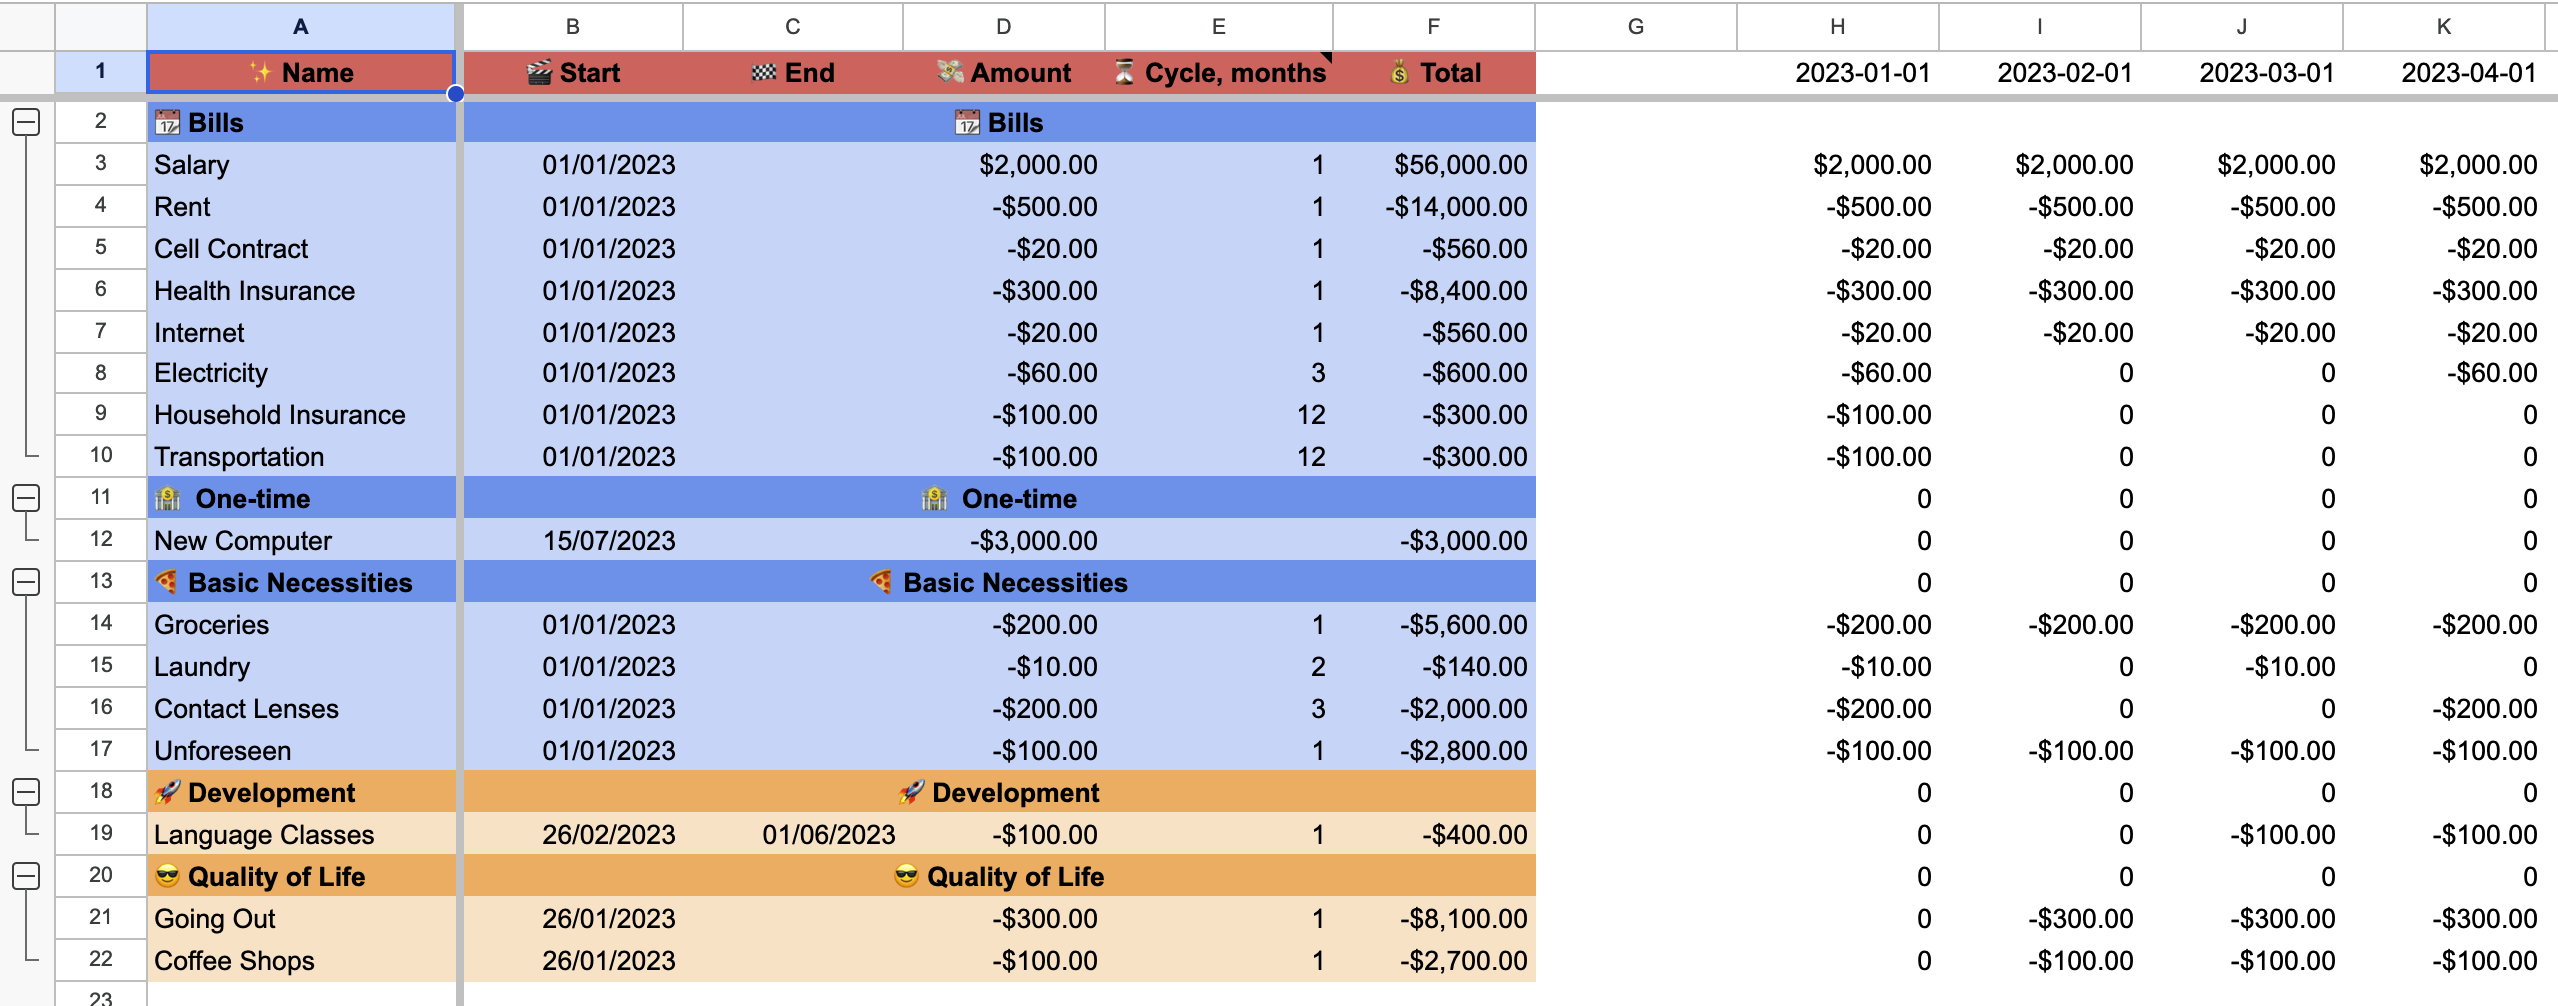 A B C D E F G H I J K
1 ✨ Name 🎬 Start 🏁 End 💸 Amount ⏳ Cycle, months 💰 Total 2023-01-01 2023-02-01 2023-03-01 2023-04-01
2 📆 Bills 📆 Bills
3 Salary 01/01/2023 $2,000.00 1 $56,000.00 $2,000.00 $2,000.00 $2,000.00 $2,000.00
4 Rent 01/01/2023 -$500.00 1 -$14,000.00 -$500.00 -$500.00 -$500.00 -$500.00
5 Cell Contract 01/01/2023 -$20.00 1 -$560.00 -$20.00 -$20.00 -$20.00 -$20.00
6 Health Insurance 01/01/2023 -$300.00 1 -$8,400.00 -$300.00 -$300.00 -$300.00 -$300.00
7 Internet 01/01/2023 -$20.00 1 -$560.00 -$20.00 -$20.00 -$20.00 -$20.00
8 Electricity 01/01/2023 -$60.00 3 -$600.00 -$60.00 0 0 -$60.00
9 Household Insurance 01/01/2023 -$100.00 12 -$300.00 -$100.00 0 0 0
10 Transportation 01/01/2023 -$100.00 12 -$300.00 -$100.00 0 0 0
11 🏦 One-time 🏦 One-time 0 0 0 0
12 New Computer 15/07/2023 -$3,000.00 -$3,000.00 0 0 0 0
13 🍕 Basic Necessities 🍕 Basic Necessities 0 0 0 0
14 Groceries 01/01/2023 -$200.00 1 -$5,600.00 -$200.00 -$200.00 -$200.00 -$200.00
15 Laundry 01/01/2023 -$10.00 2 -$140.00 -$10.00 0 -$10.00 0
16 Contact Lenses 01/01/2023 -$200.00 3 -$2,000.00 -$200.00 0 0 -$200.00
17 Unforeseen 01/01/2023 -$100.00 1 -$2,800.00 -$100.00 -$100.00 -$100.00 -$100.00
18 🚀 Development 🚀 Development 0 0 0 0
19 Language Classes 26/02/2023 01/06/2023 -$100.00 1 -$400.00 0 0 -$100.00 -$100.00
20 😎 Quality of Life 😎 Quality of Life 0 0 0 0
21 Going Out 26/01/2023 -$300.00 1 -$8,100.00 0 -$300.00 -$300.00 -$300.00
22 Coffee Shops 26/01/2023 -$100.00 1 -$2,700.00 0 -$100.00 -$100.00 -$100.00
23